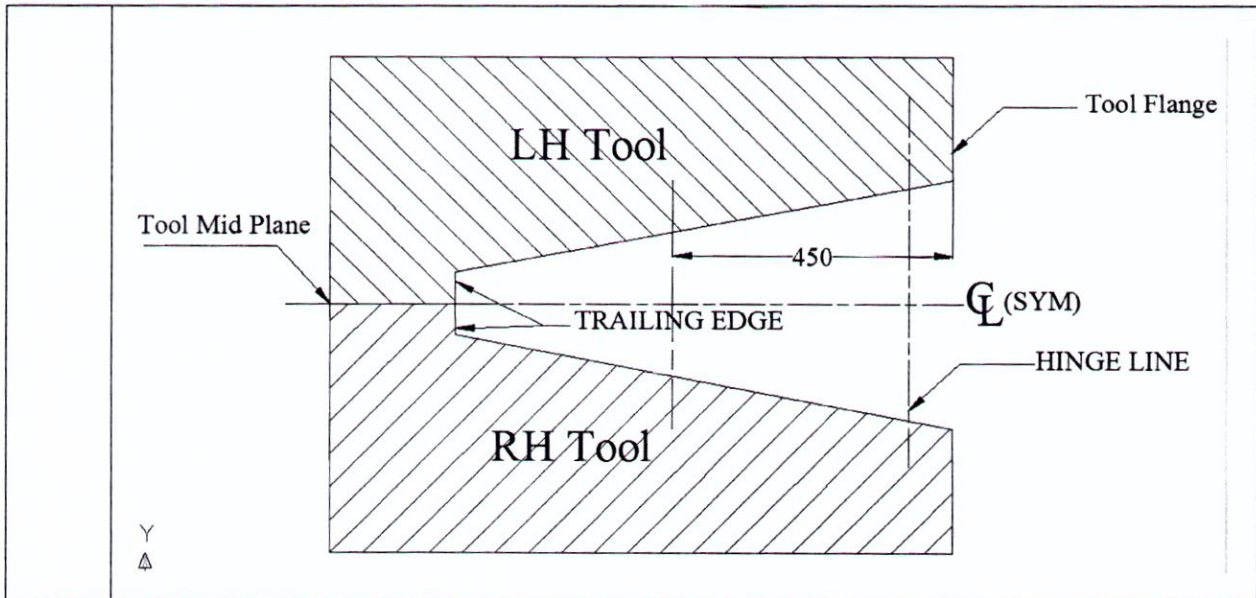 Tool Flange
LH Tool
Tool Mid Plane
450
℄ (SYM)
TRAILING EDGE
HINGE LINE
RH Tool
Y